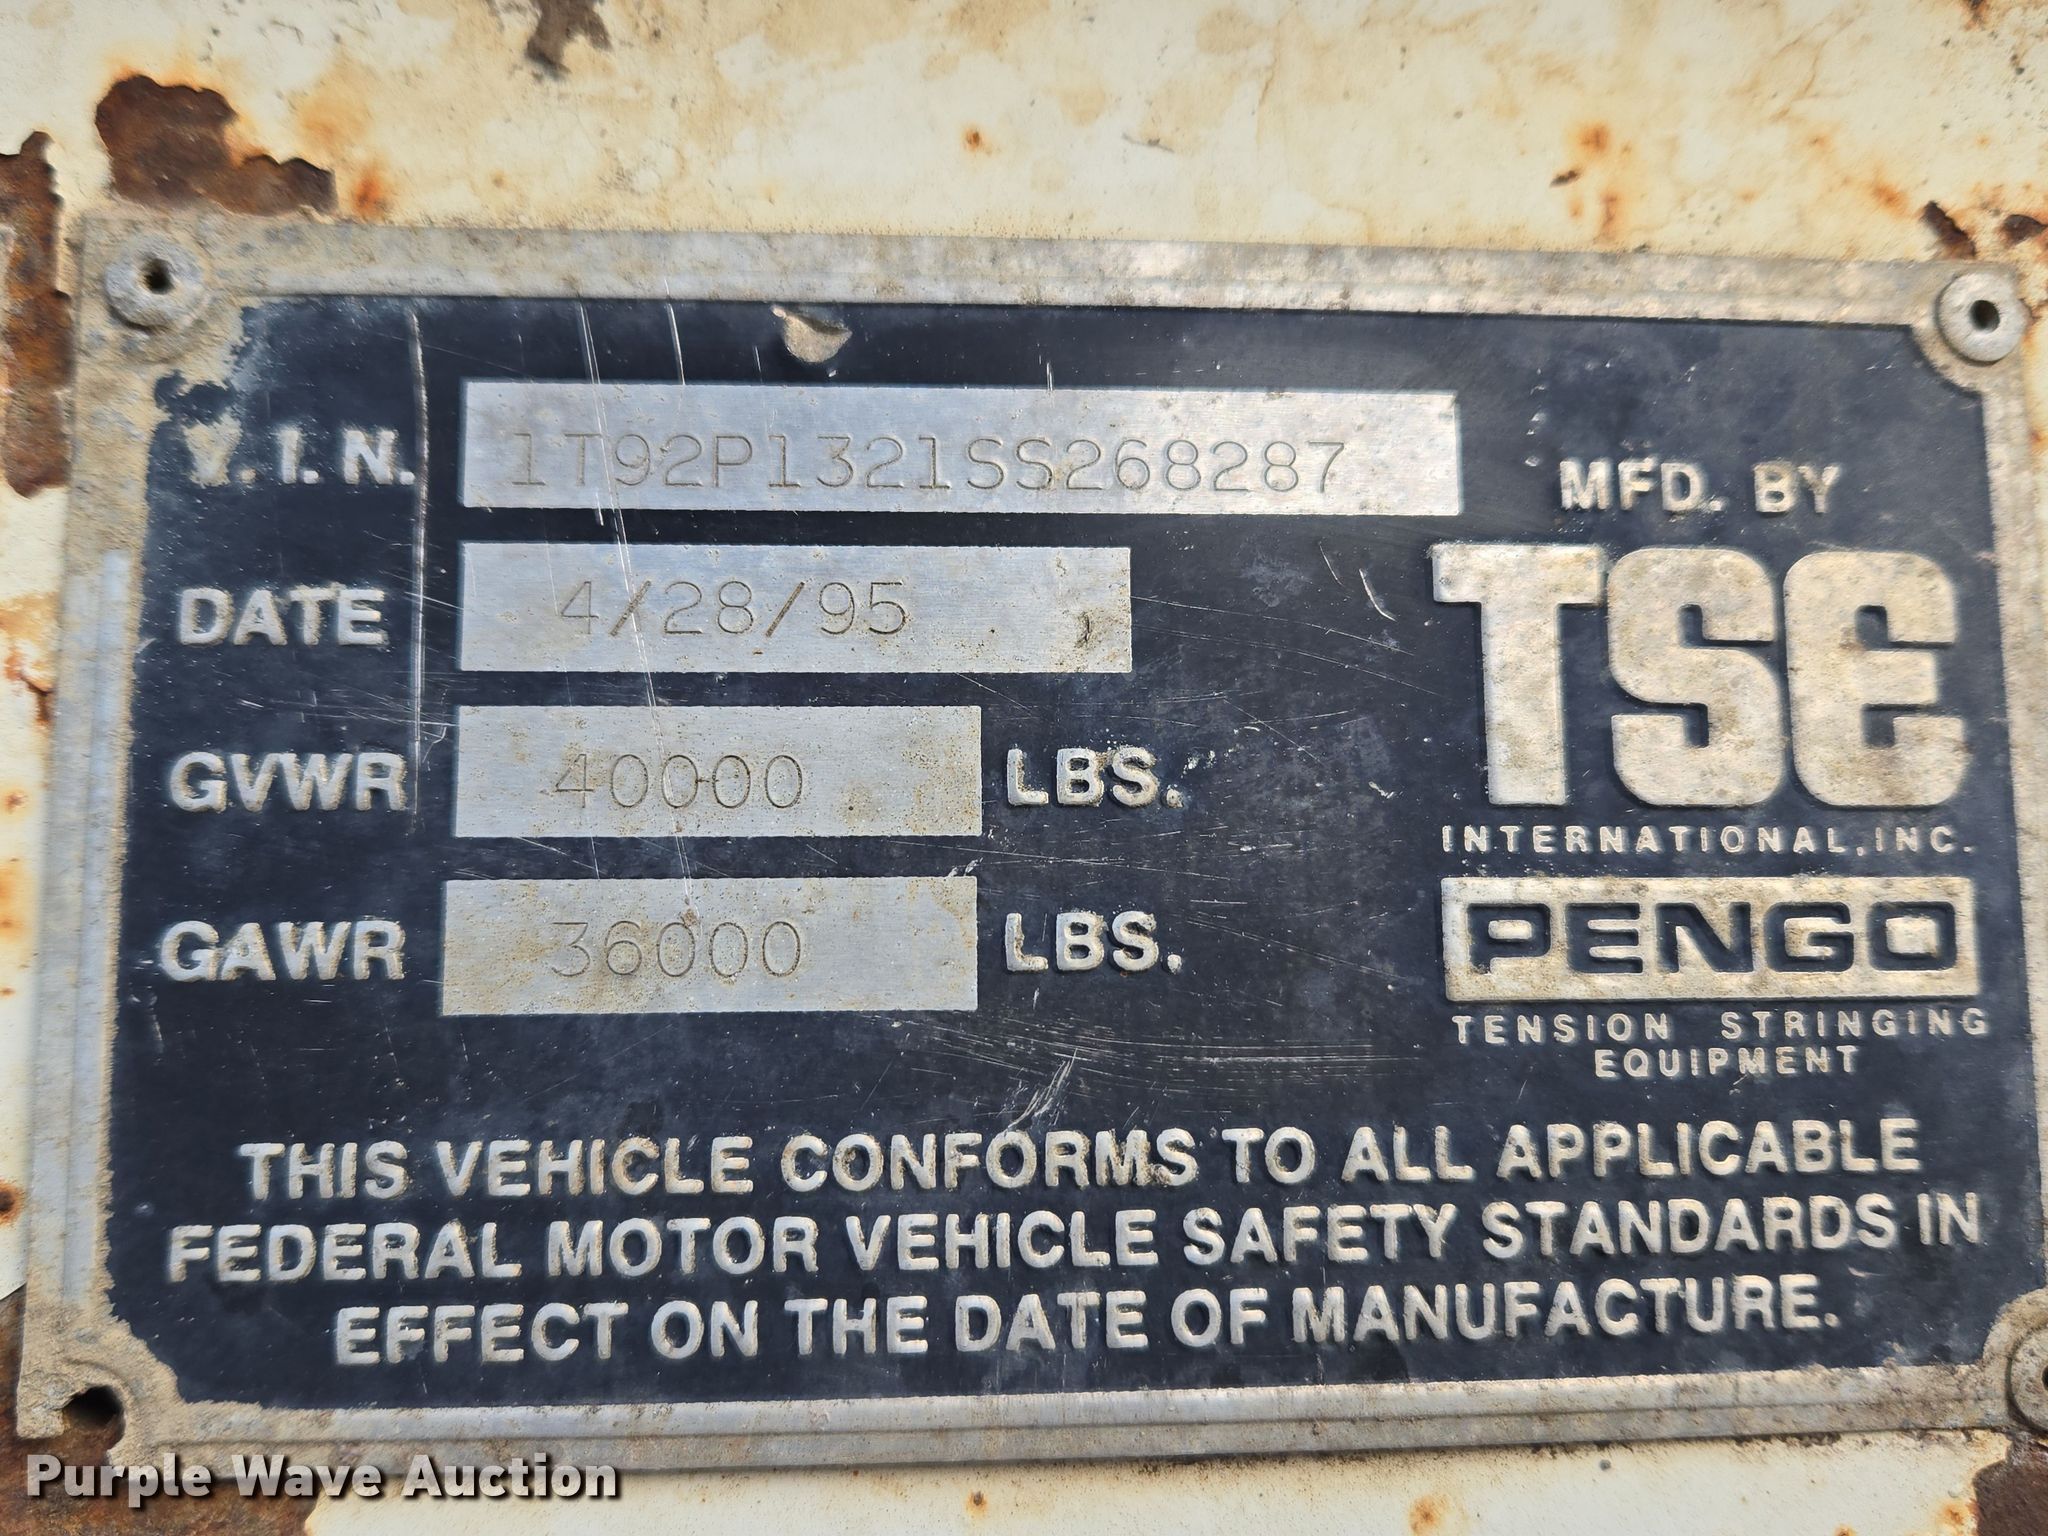 V.I.N. 1T92P1321SS268287
DATE 4/28/95
GVWR 40000 LBS.
GAWR 36000 LBS.
MFD. BY
TSE
INTERNATIONAL, INC.
PENGO
TENSION STRINGING
EQUIPMENT
THIS VEHICLE CONFORMS TO ALL APPLICABLE
FEDERAL MOTOR VEHICLE SAFETY STANDARDS IN
EFFECT ON THE DATE OF MANUFACTURE.
Purple Wave Auction